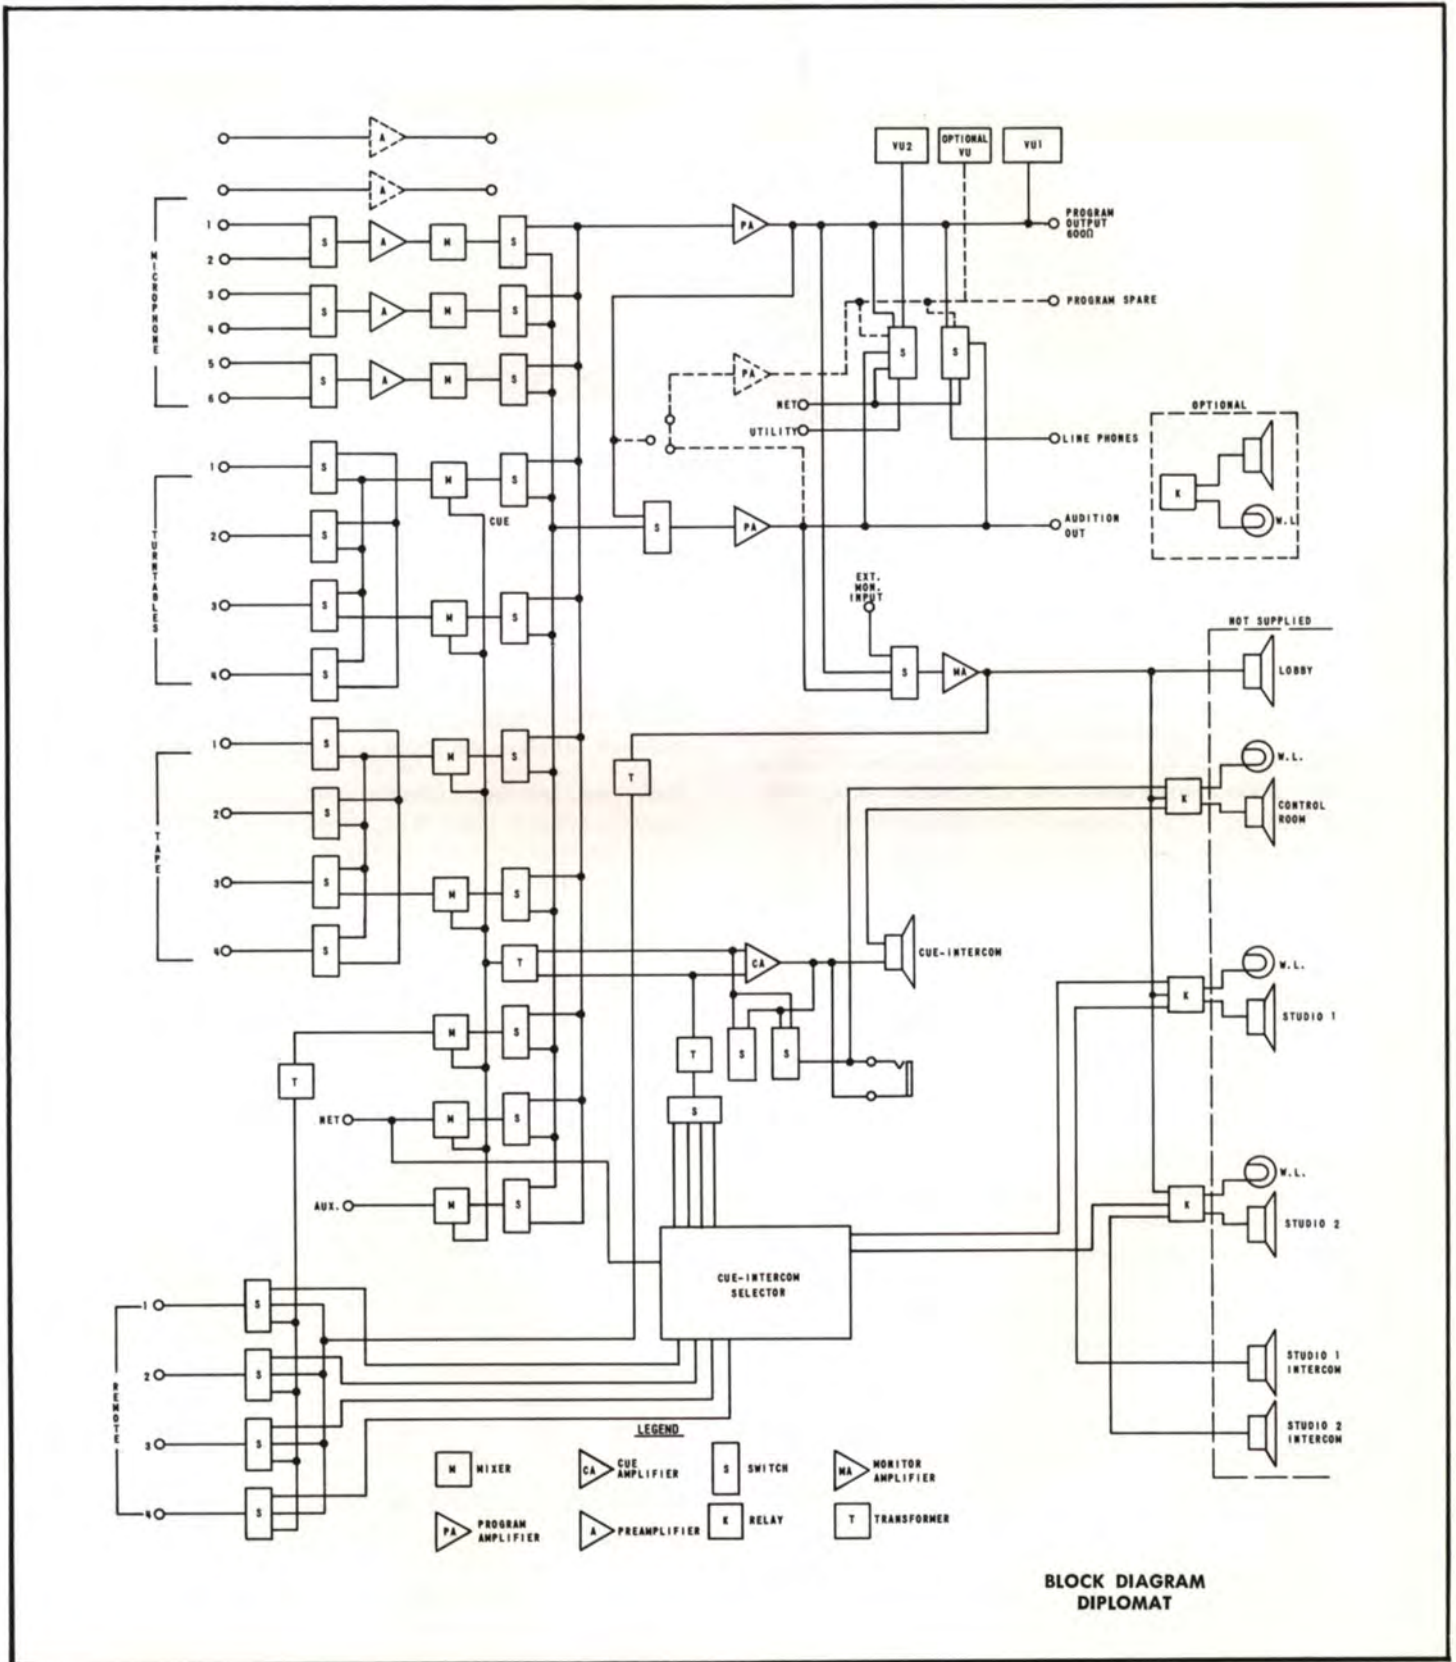 A
A
VU2
OPTIONAL
VU
VU1
MICROPHONE
1
2
S
A
M
S
PA
PROGRAM
OUTPUT
600Ω
3
4
S
A
M
S
PROGRAM SPARE
5
6
S
A
M
S
PA
S
S
NET
UTILITY
LINE PHONES
OPTIONAL
K
W.L
TURNTABLES
1
S
M
S
CUE
2
S
S
PA
AUDITION
OUT
3
S
M
S
EXT.
MON.
INPUT
4
S
S
MA
NOT SUPPLIED
LOBBY
TAPE
1
S
M
S
T
W.L.
2
S
K
CONTROL
ROOM
3
S
M
S
4
S
T
CA
CUE-INTERCOM
W.L.
K
STUDIO 1
M
S
T
S
S
T
NET
M
S
S
AUX.
M
S
W.L.
K
STUDIO 2
CUE-INTERCOM
SELECTOR
REMOTE
1
S
2
S
STUDIO 1
INTERCOM
3
S
STUDIO 2
INTERCOM
4
S
LEGEND
M
MIXER
CA
CUE
AMPLIFIER
S
SWITCH
MA
MONITOR
AMPLIFIER
PA
PROGRAM
AMPLIFIER
A
PREAMPLIFIER
K
RELAY
T
TRANSFORMER
BLOCK DIAGRAM
DIPLOMAT